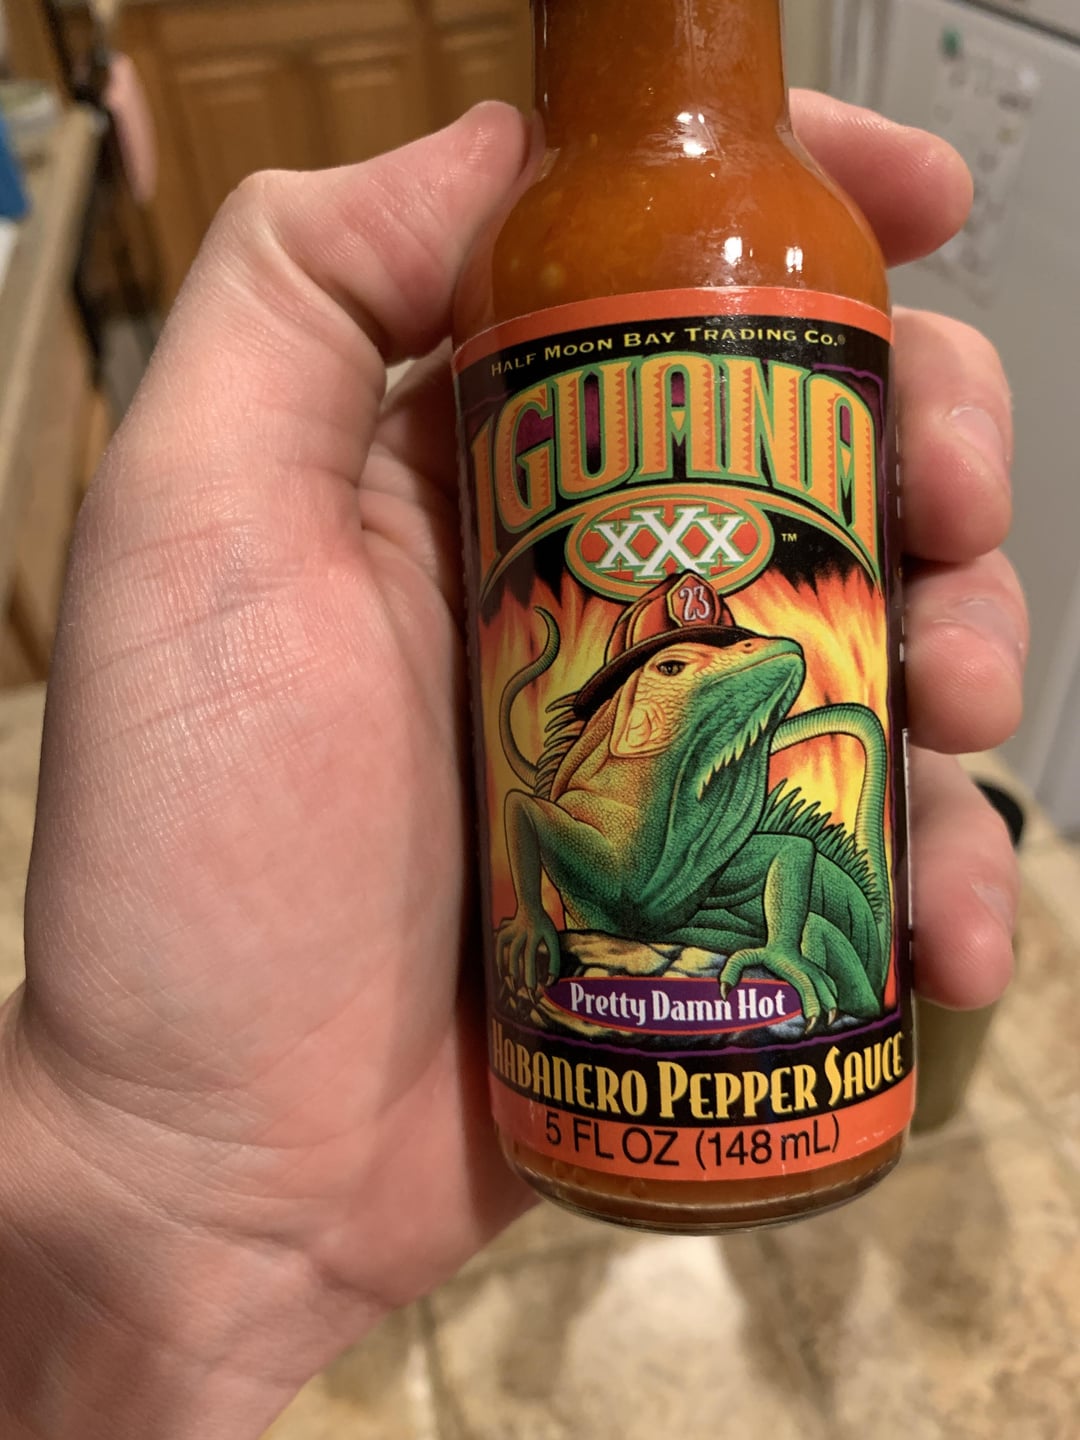 Half Moon Bay Trading Co.®
IGUANA
XXX ™
23
Pretty Damn Hot
Habanero Pepper Sauce
5 FL OZ (148 mL)